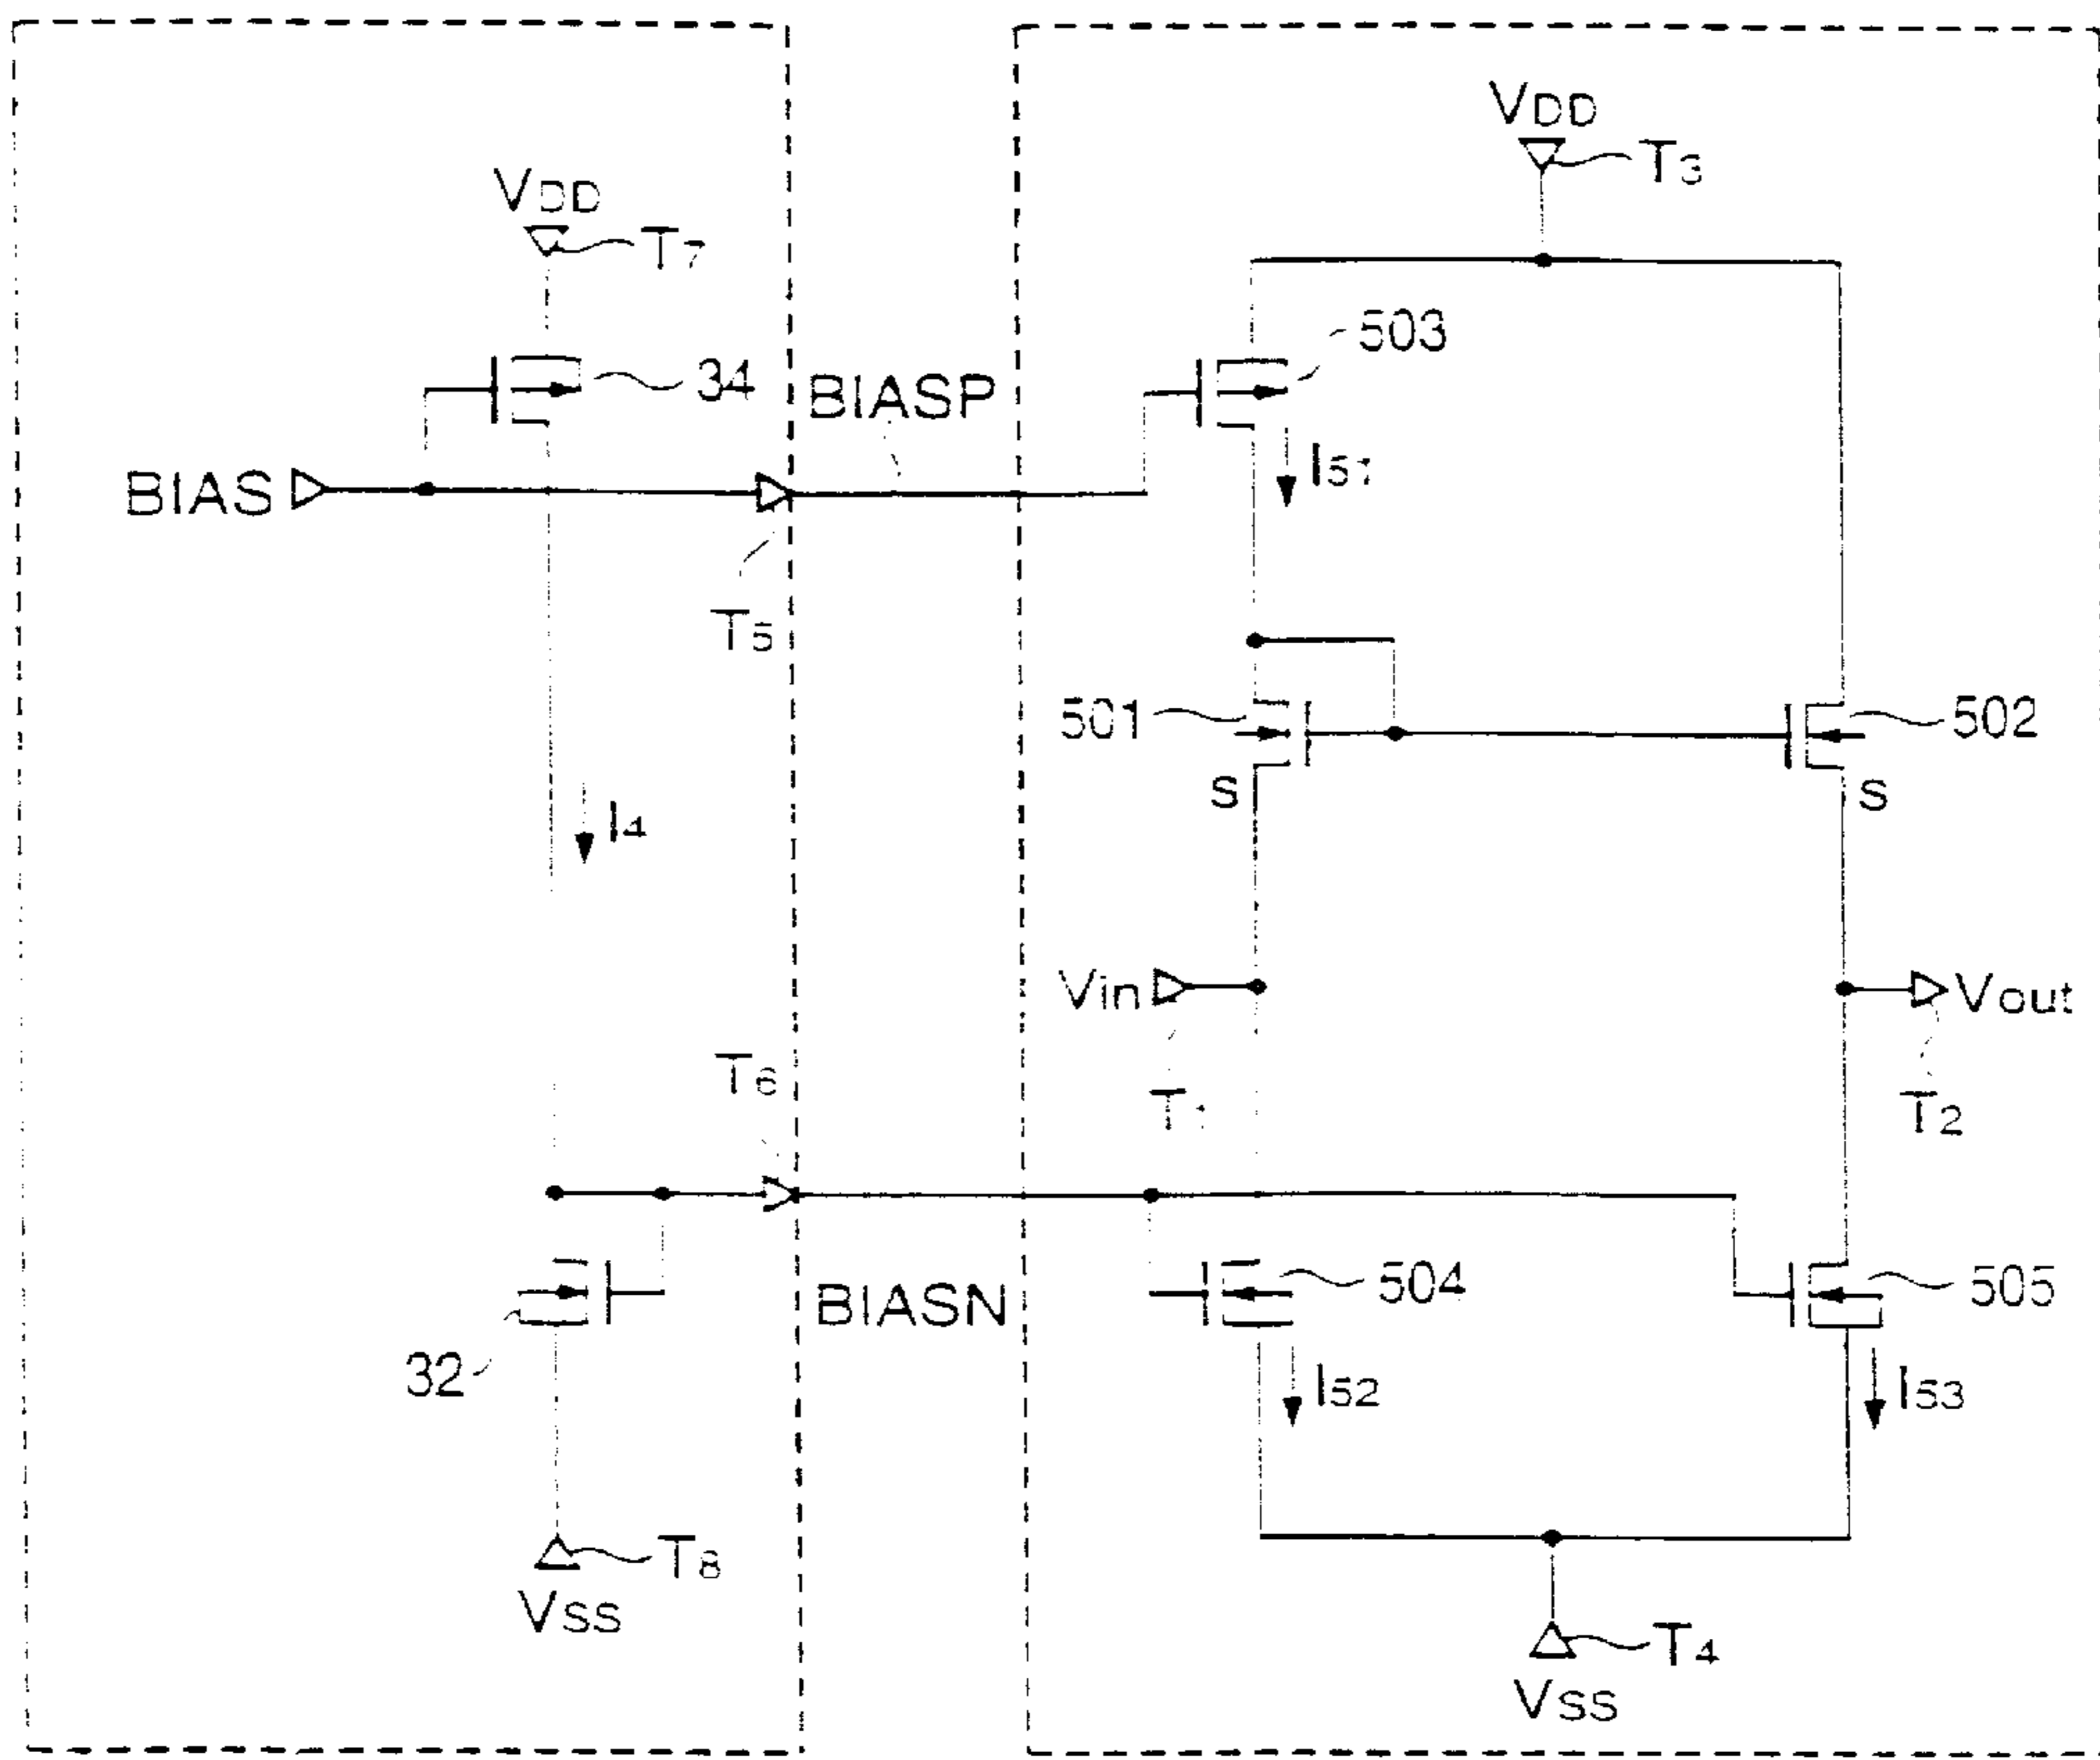 VDD
T3
VDD
T7
503
34
BIASP
I51
BIAS
T5
501
502
S
S
I4
Vin
Vout
T6
T1
T2
504
505
BIASN
32
I52
I53
T8
VSS
T4
VSS